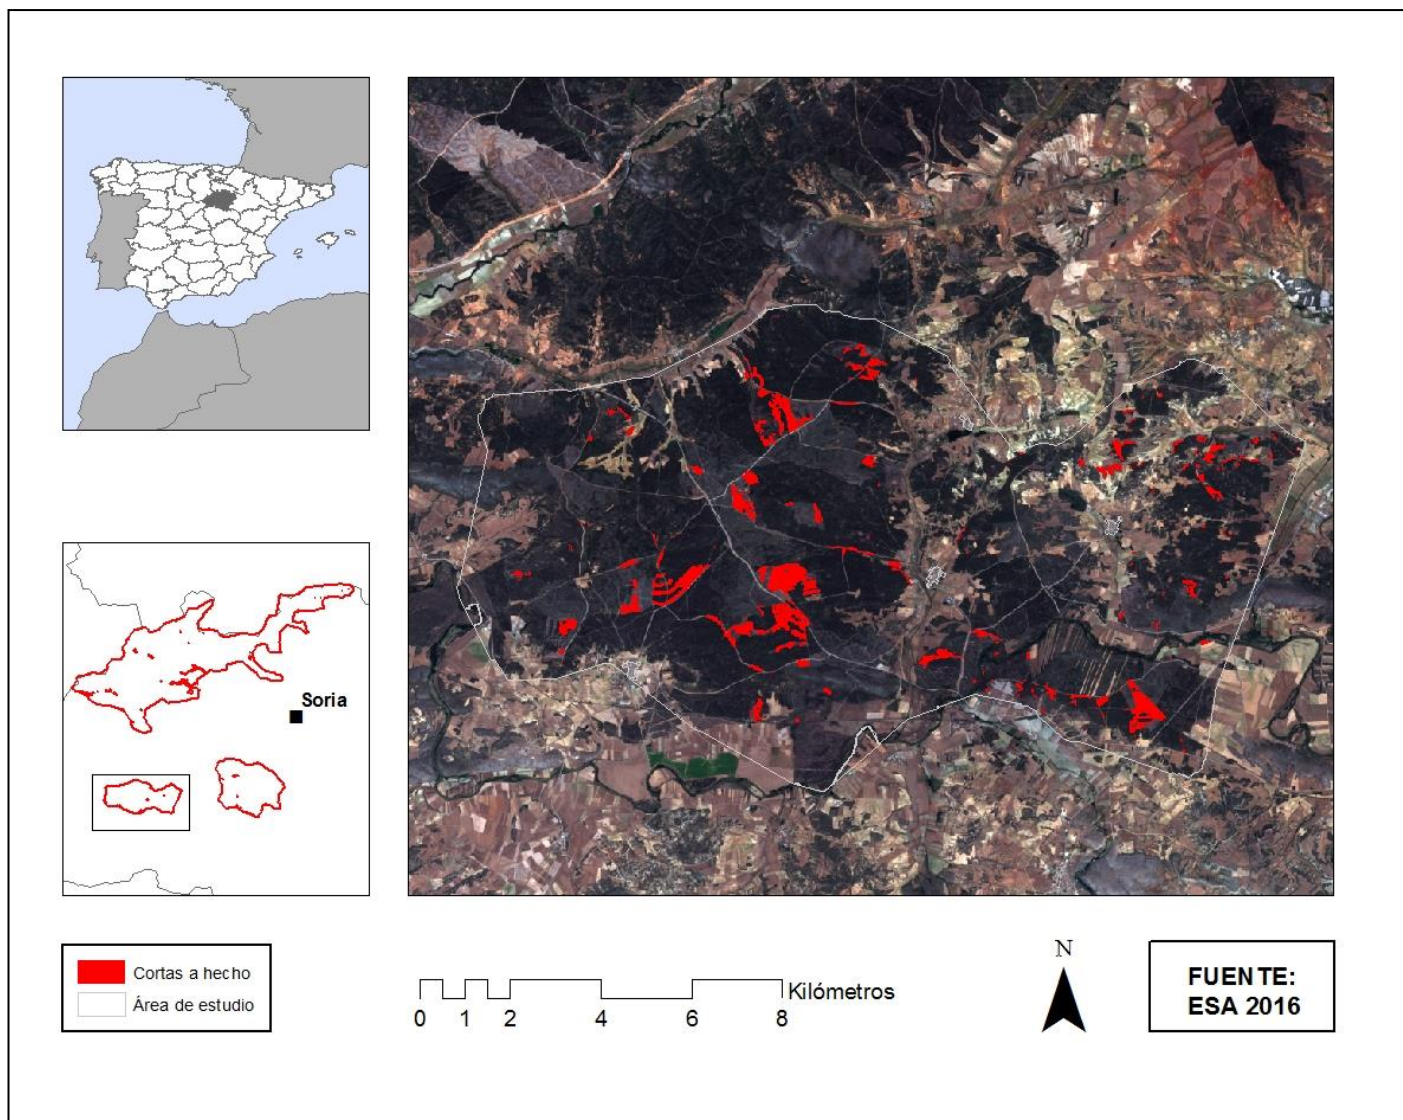 Soria
Cortas a hecho
Área de estudio
Kilómetros
0 1 2 4 6 8
N
FUENTE:
ESA 2016